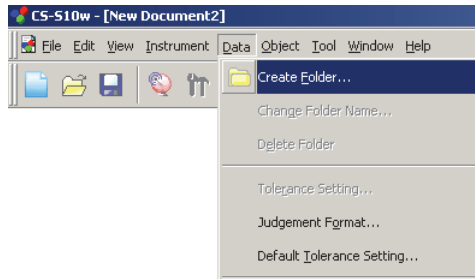 CS-S10w - [New Document2]
File Edit View Instrument Data Object Tool Window Help
Create Folder...
Change Folder Name...
Delete Folder
Tolerance Setting...
Judgement Format...
Default Tolerance Setting...